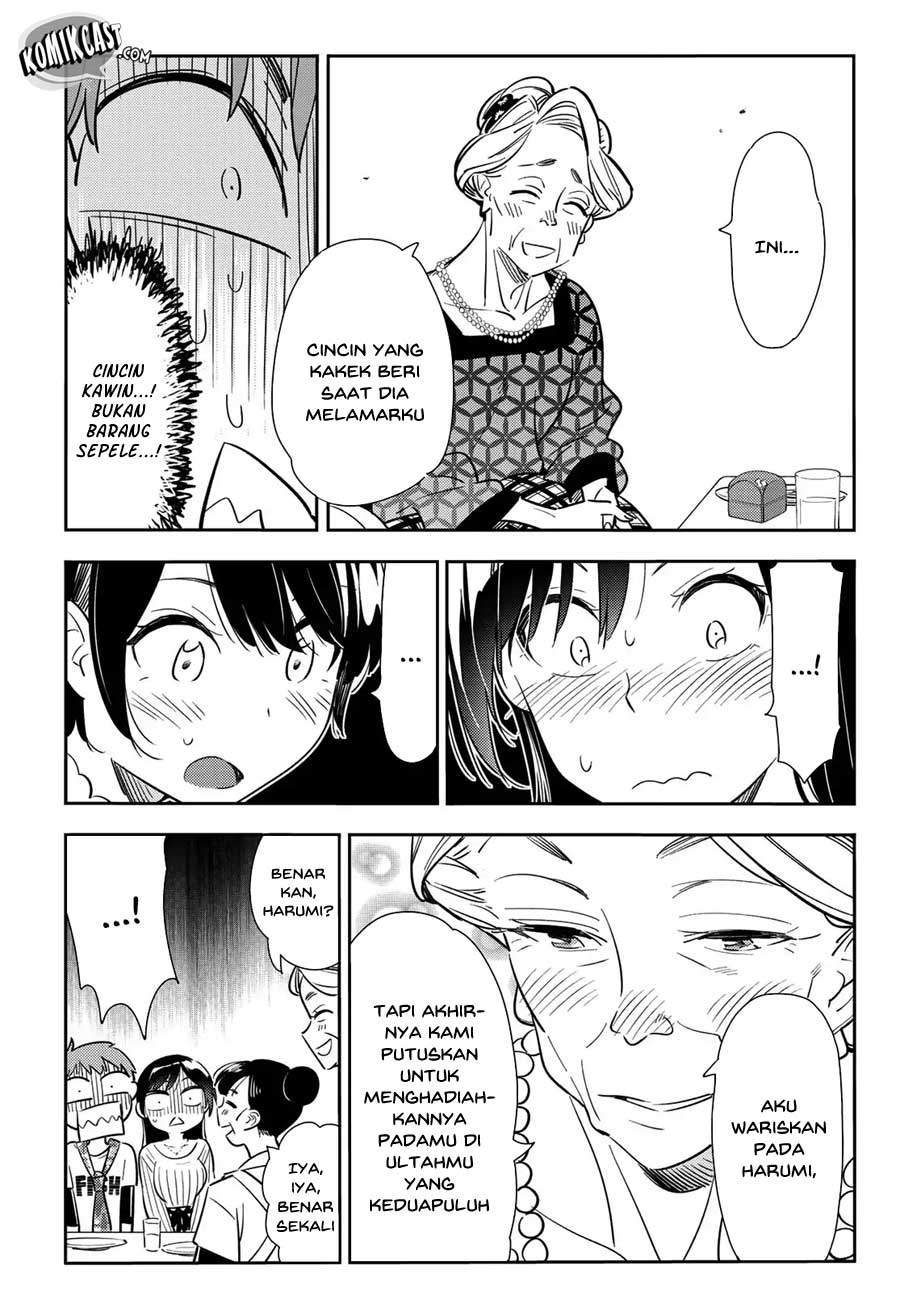 KOMIKCAST
.COM
INI...
CINCIN YANG
KAKEK BERI
SAAT DIA
MELAMARKU
CINCIN
KAWIN...!
BUKAN
BARANG
SEPELE...!
...!
...
AKU
WARISKAN
PADA
HARUMI,
TAPI AKHIR-
NYA KAMI
PUTUSKAN
UNTUK
MENGHADIAH-
KANNYA
PADAMU DI
ULTAHMU
YANG
KEDUAPULUH
BENAR
KAN,
HARUMI?
IYA,
IYA,
BENAR
SEKALI
...!